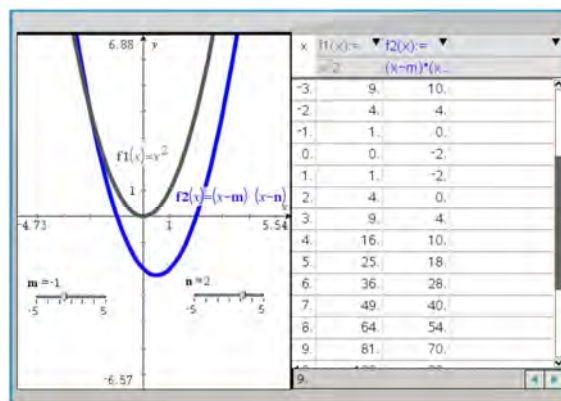 6.88 y
f1(x)=x²
1
f2(x)=(x−m)·(x−n)
x
-4.73 1 5.54
m=-1 n=2
-5 5 -5 5
-6.57
x f1(x):= ▼ f2(x):= ▼ ▼
x^2 (x−m)*(x...
-3. 9. 10.
-2. 4. 4.
-1. 1. 0.
0. 0. -2.
1. 1. -2.
2. 4. 0.
3. 9. 4.
4. 16. 10.
5. 25. 18.
6. 36. 28.
7. 49. 40.
8. 64. 54.
9. 81. 70.
9.